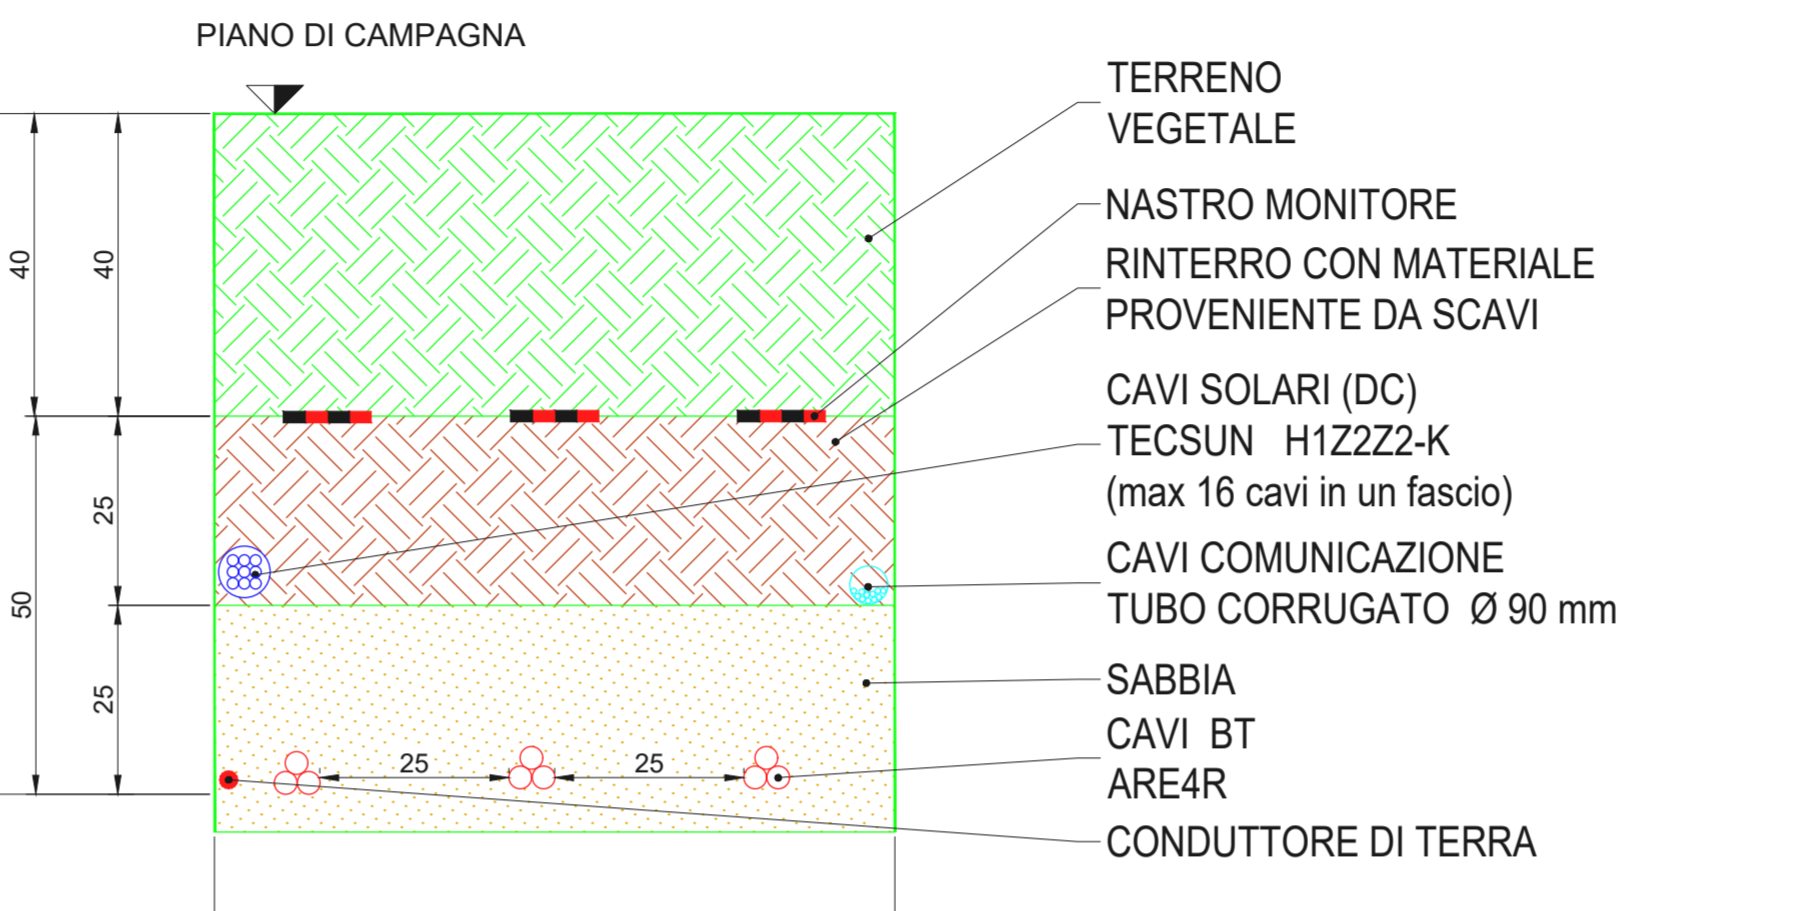 PIANO DI CAMPAGNA
TERRENO
VEGETALE
NASTRO MONITORE
RINTERRO CON MATERIALE
PROVENIENTE DA SCAVI
CAVI SOLARI (DC)
TECSUN H1Z2Z2-K
(max 16 cavi in un fascio)
CAVI COMUNICAZIONE
TUBO CORRUGATO Ø 90 mm
SABBIA
CAVI BT
ARE4R
CONDUTTORE DI TERRA
40
40
25
50
25
25
25